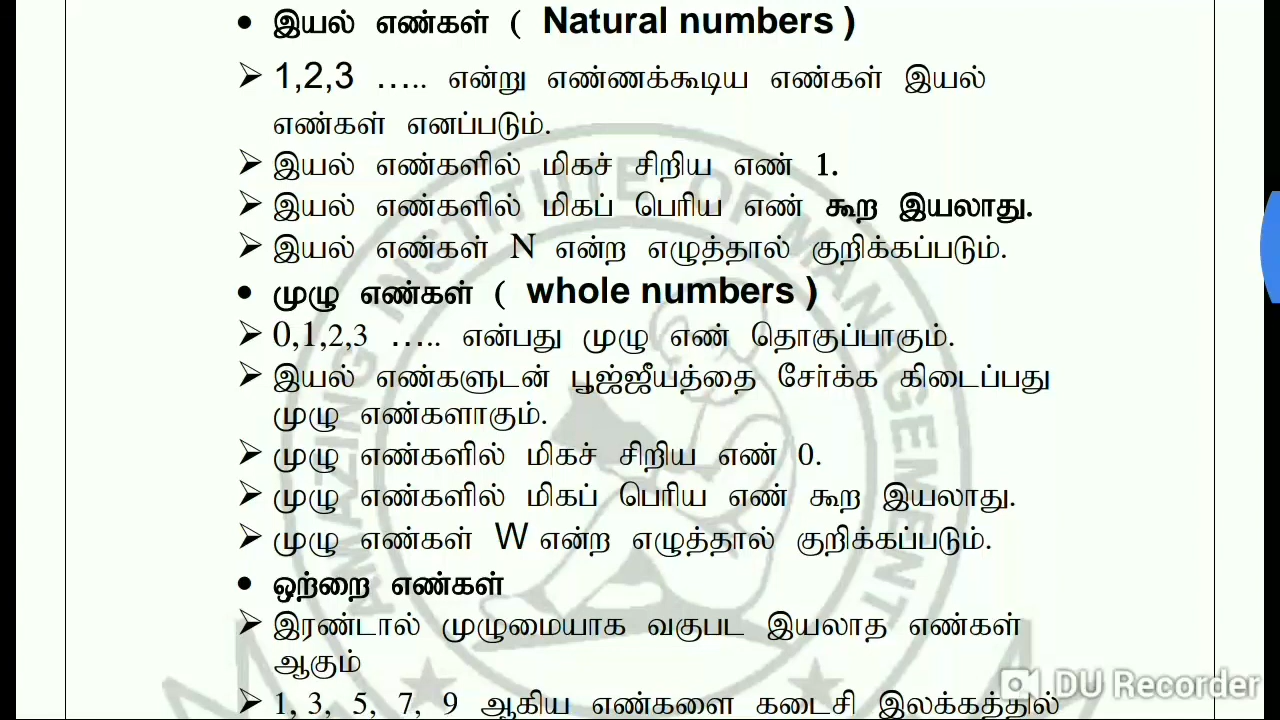 • இயல் எண்கள் ( Natural numbers )
➢ 1,2,3 ….. என்று எண்ணக்கூடிய எண்கள் இயல்
எண்கள் எனப்படும்.
➢ இயல் எண்களில் மிகச் சிறிய எண் 1.
➢ இயல் எண்களில் மிகப் பெரிய எண் கூற இயலாது.
➢ இயல் எண்கள் N என்ற எழுத்தால் குறிக்கப்படும்.
• முழு எண்கள் ( whole numbers )
➢ 0,1,2,3 ….. என்பது முழு எண் தொகுப்பாகும்.
➢ இயல் எண்களுடன் பூஜ்ஜீயத்தை சேர்க்க கிடைப்பது
முழு எண்களாகும்.
➢ முழு எண்களில் மிகச் சிறிய எண் 0.
➢ முழு எண்களில் மிகப் பெரிய எண் கூற இயலாது.
➢ முழு எண்கள் W என்ற எழுத்தால் குறிக்கப்படும்.
• ஒற்றை எண்கள்
➢ இரண்டால் முழுமையாக வகுபட இயலாத எண்கள்
ஆகும்
➢ 1, 3, 5, 7, 9 ஆகிய எண்களை கடைசி இலக்கத்தில்
AMAZING INSTITUTE OF MANAGEMENT
DU Recorder